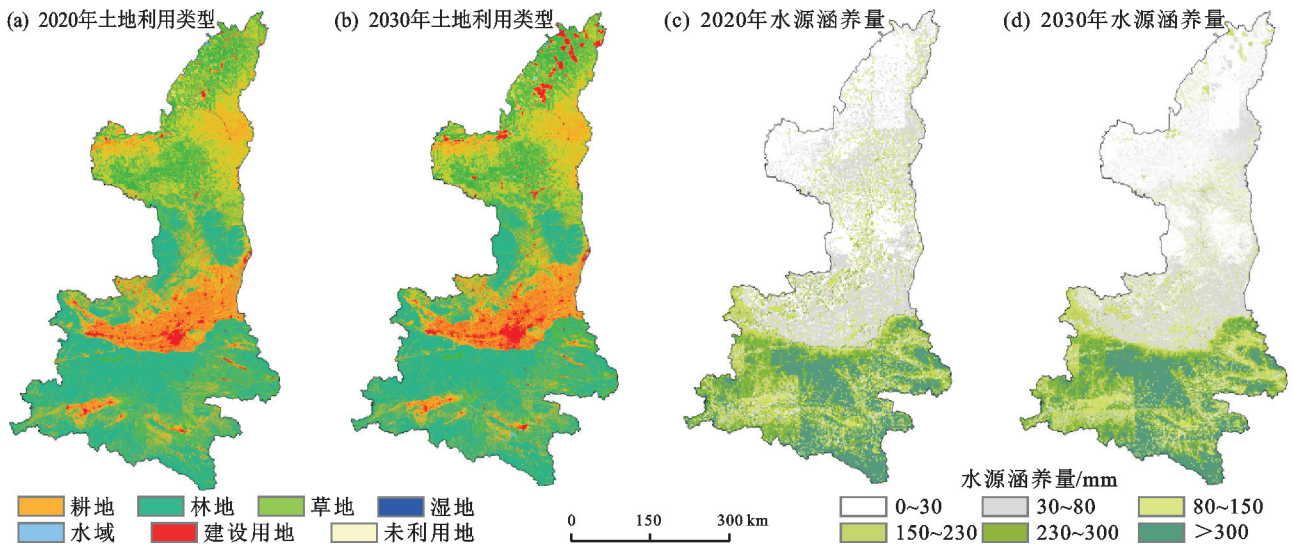 (a) 2020年土地利用类型
(b) 2030年土地利用类型
(c) 2020年水源涵养量
(d) 2030年水源涵养量
耕地 林地 草地 湿地
水域 建设用地 未利用地
0 150 300 km
水源涵养量/mm
0~30 30~80 80~150
150~230 230~300 >300